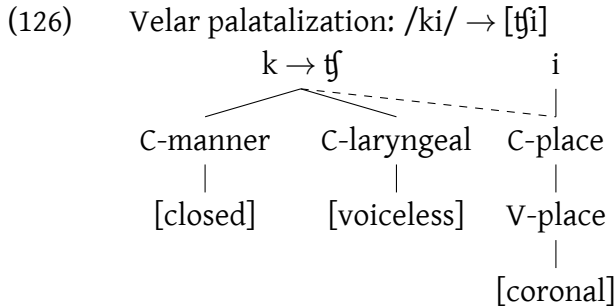 (126) Velar palatalization: /ki/ → [ʧi]
k → ʧ i
C-manner C-laryngeal C-place
[closed] [voiceless] V-place
[coronal]